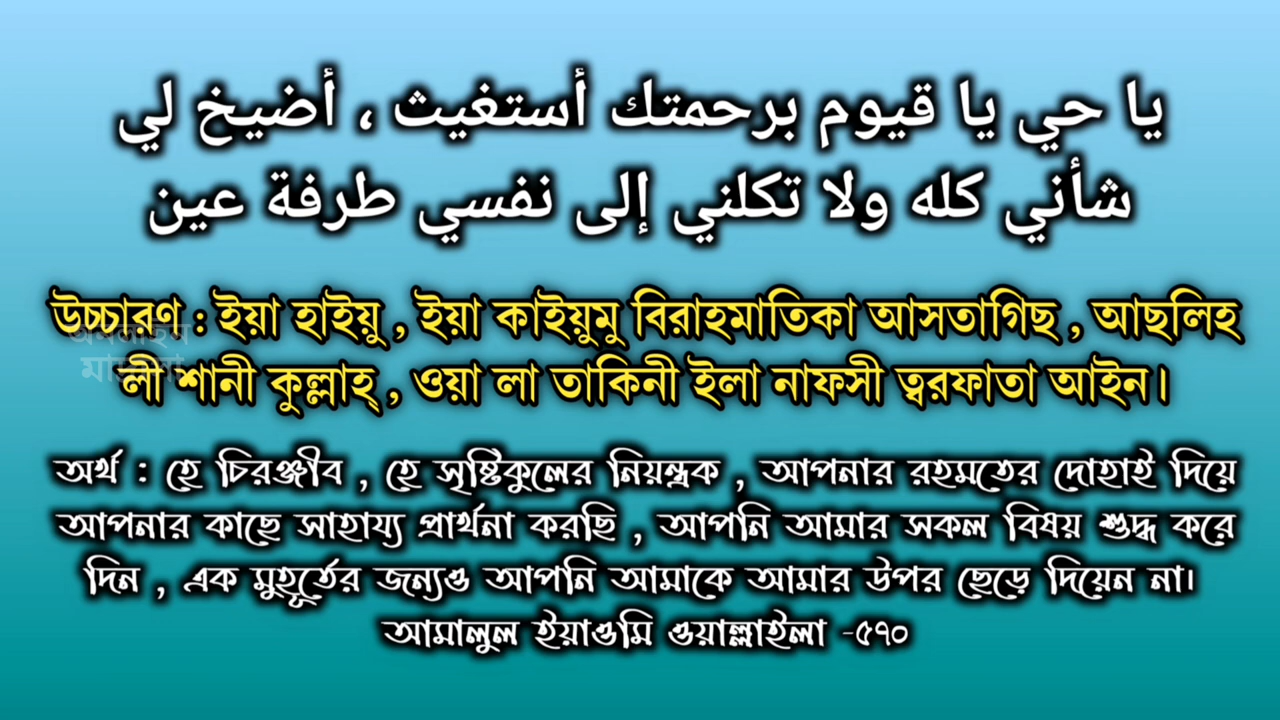 يا حي يا قيوم برحمتك أستغيث ، أضيخ لي
شأني كله ولا تكلني إلى نفسي طرفة عين
উচ্চারণ : ইয়া হাইয়ু , ইয়া কাইয়ুমু বিরাহমাতিকা আসতাগিছ , আছলিহ
লী শানী কুল্লাহ্ , ওয়া লা তাকিনী ইলা নাফসী ত্বরফাতা আইন।
অর্থ : হে চিরঞ্জীব , হে সৃষ্টিকুলের নিয়ন্ত্রক , আপনার রহমতের দোহাই দিয়ে
আপনার কাছে সাহায্য প্রার্থনা করছি , আপনি আমার সকল বিষয় শুদ্ধ করে
দিন , এক মুহূর্তের জন্যও আপনি আমাকে আমার উপর ছেড়ে দিয়েন না।
আমালুল ইয়াওমি ওয়াল্লাইলা -৫৭০